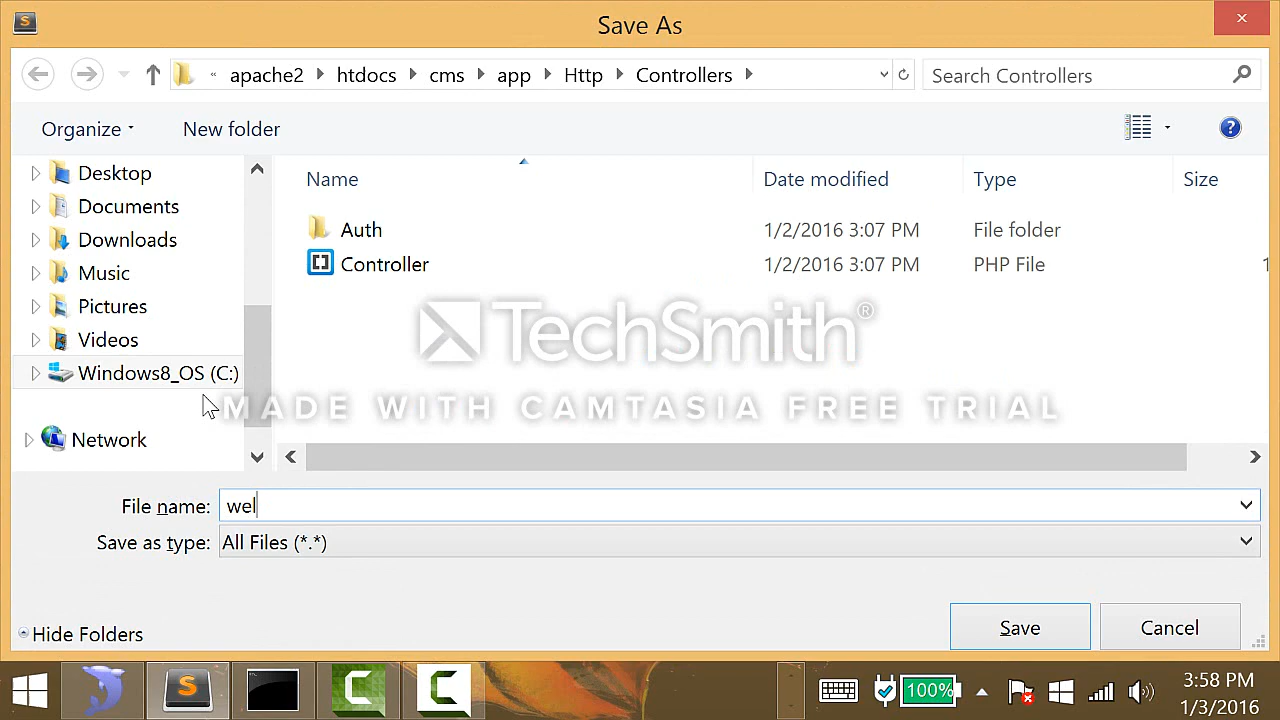 Save As
« apache2 htdocs cms app Http Controllers
Search Controllers
Organize
New folder
Desktop
Documents
Downloads
Music
Pictures
Videos
Windows8_OS (C:)
Network
Name Date modified Type Size
Auth 1/2/2016 3:07 PM File folder
Controller 1/2/2016 3:07 PM PHP File 1
TechSmith®
MADE WITH CAMTASIA FREE TRIAL
File name: wel
Save as type: All Files (*.*)
Hide Folders
Save
Cancel
100%
3:58 PM
1/3/2016